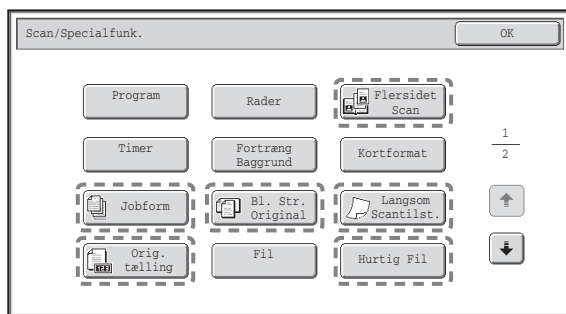 Scan/Specialfunk.
OK
Program
Rader
Flersidet
Scan
Timer
Fortræng
Baggrund
Kortformat
1
2
Jobform
Bl. Str.
Original
Langsom
Scantilst.
Orig.
tælling
Fil
Hurtig Fil